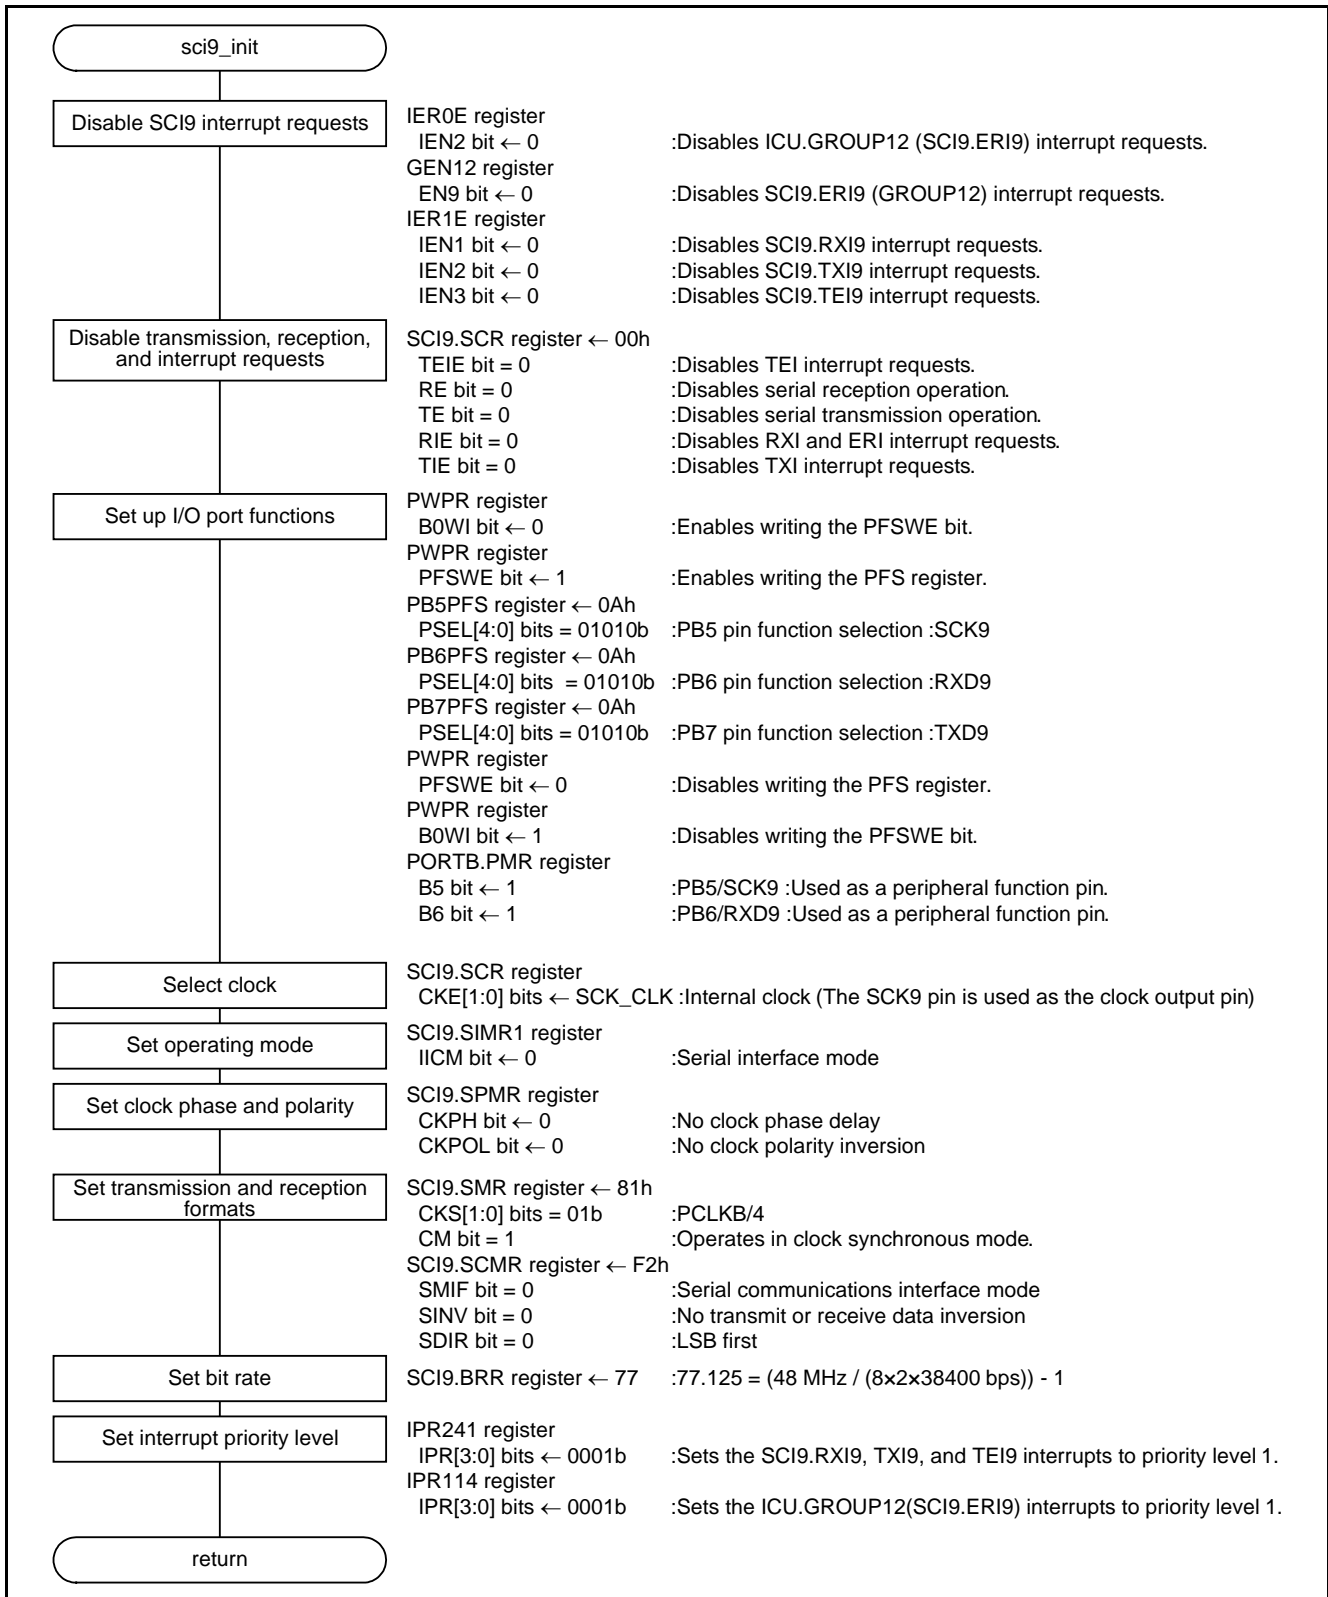 sci9_init
Disable SCI9 interrupt requests
IER0E register
IEN2 bit ← 0 :Disables ICU.GROUP12 (SCI9.ERI9) interrupt requests.
GEN12 register
EN9 bit ← 0 :Disables SCI9.ERI9 (GROUP12) interrupt requests.
IER1E register
IEN1 bit ← 0 :Disables SCI9.RXI9 interrupt requests.
IEN2 bit ← 0 :Disables SCI9.TXI9 interrupt requests.
IEN3 bit ← 0 :Disables SCI9.TEI9 interrupt requests.
Disable transmission, reception,
and interrupt requests
SCI9.SCR register ← 00h
TEIE bit = 0 :Disables TEI interrupt requests.
RE bit = 0 :Disables serial reception operation.
TE bit = 0 :Disables serial transmission operation.
RIE bit = 0 :Disables RXI and ERI interrupt requests.
TIE bit = 0 :Disables TXI interrupt requests.
Set up I/O port functions
PWPR register
B0WI bit ← 0 :Enables writing the PFSWE bit.
PWPR register
PFSWE bit ← 1 :Enables writing the PFS register.
PB5PFS register ← 0Ah
PSEL[4:0] bits = 01010b :PB5 pin function selection :SCK9
PB6PFS register ← 0Ah
PSEL[4:0] bits = 01010b :PB6 pin function selection :RXD9
PB7PFS register ← 0Ah
PSEL[4:0] bits = 01010b :PB7 pin function selection :TXD9
PWPR register
PFSWE bit ← 0 :Disables writing the PFS register.
PWPR register
B0WI bit ← 1 :Disables writing the PFSWE bit.
PORTB.PMR register
B5 bit ← 1 :PB5/SCK9 :Used as a peripheral function pin.
B6 bit ← 1 :PB6/RXD9 :Used as a peripheral function pin.
Select clock
SCI9.SCR register
CKE[1:0] bits ← SCK_CLK :Internal clock (The SCK9 pin is used as the clock output pin)
Set operating mode
SCI9.SIMR1 register
IICM bit ← 0 :Serial interface mode
Set clock phase and polarity
SCI9.SPMR register
CKPH bit ← 0 :No clock phase delay
CKPOL bit ← 0 :No clock polarity inversion
Set transmission and reception
formats
SCI9.SMR register ← 81h
CKS[1:0] bits = 01b :PCLKB/4
CM bit = 1 :Operates in clock synchronous mode.
SCI9.SCMR register ← F2h
SMIF bit = 0 :Serial communications interface mode
SINV bit = 0 :No transmit or receive data inversion
SDIR bit = 0 :LSB first
Set bit rate
SCI9.BRR register ← 77 :77.125 = (48 MHz / (8×2×38400 bps)) - 1
Set interrupt priority level
IPR241 register
IPR[3:0] bits ← 0001b :Sets the SCI9.RXI9, TXI9, and TEI9 interrupts to priority level 1.
IPR114 register
IPR[3:0] bits ← 0001b :Sets the ICU.GROUP12(SCI9.ERI9) interrupts to priority level 1.
return